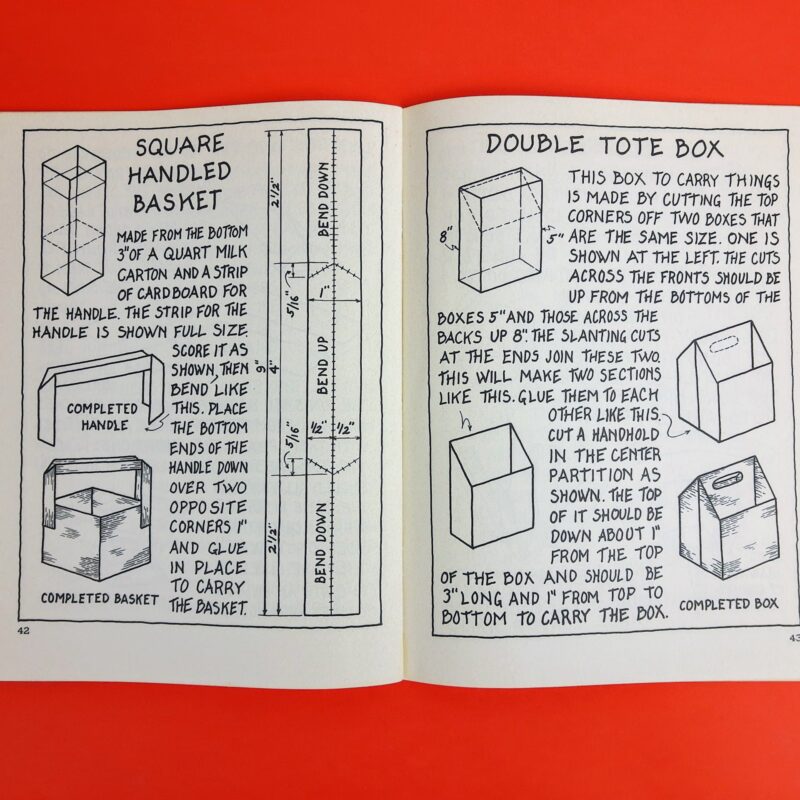 SQUARE
HANDLED
BASKET
MADE FROM THE BOTTOM
3" OF A QUART MILK
CARTON AND A STRIP
OF CARDBOARD FOR
THE HANDLE. THE STRIP FOR THE
HANDLE IS SHOWN FULL SIZE.
SCORE IT AS
SHOWN, THEN
BEND LIKE
THIS. PLACE
THE BOTTOM
ENDS OF THE
HANDLE DOWN
OVER TWO
OPPOSITE
CORNERS 1"
AND GLUE
IN PLACE
TO CARRY
THE BASKET.
COMPLETED
HANDLE
COMPLETED BASKET
2 1/2"
9"
4"
2 1/2"
BEND DOWN
5/16"
1"
BEND UP
1/2"
1/2"
5/16"
BEND DOWN
42
DOUBLE TOTE BOX
8"
5"
THIS BOX TO CARRY THINGS
IS MADE BY CUTTING THE TOP
CORNERS OFF TWO BOXES THAT
ARE THE SAME SIZE. ONE IS
SHOWN AT THE LEFT. THE CUTS
ACROSS THE FRONTS SHOULD BE
UP FROM THE BOTTOMS OF THE
BOXES 5" AND THOSE ACROSS THE
BACKS UP 8". THE SLANTING CUTS
AT THE ENDS JOIN THESE TWO.
THIS WILL MAKE TWO SECTIONS
LIKE THIS. GLUE THEM TO EACH
OTHER LIKE THIS.
CUT A HANDHOLD
IN THE CENTER
PARTITION AS
SHOWN. THE TOP
OF IT SHOULD BE
DOWN ABOUT 1"
FROM THE TOP
OF THE BOX AND SHOULD BE
3" LONG AND 1" FROM TOP TO
BOTTOM TO CARRY THE BOX.
COMPLETED BOX
43